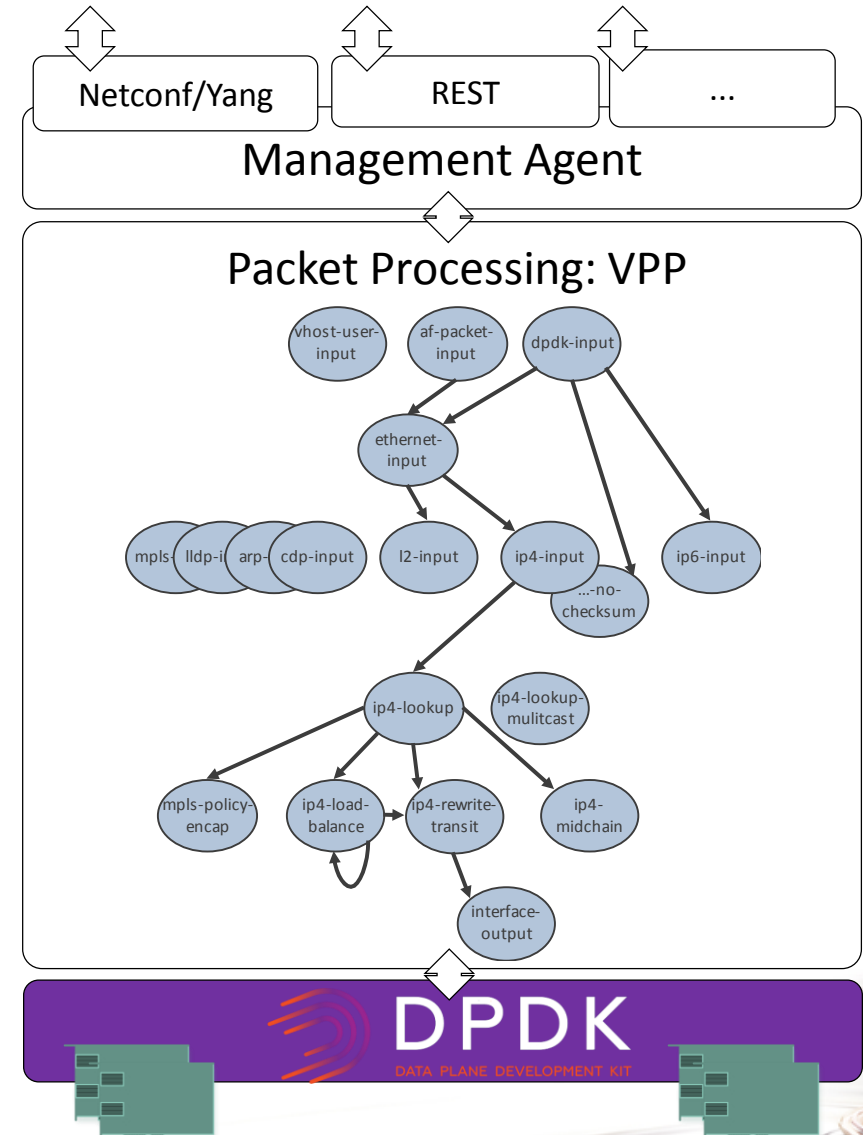 Netconf/Yang
REST
...
Management Agent
Packet Processing: VPP
vhost-user-
input
af-packet-
input
dpdk-input
ethernet-
input
mpls-
lldp-i
arp-
cdp-input
l2-input
ip4-input
ip6-input
...-no-
checksum
ip4-lookup
ip4-lookup-
mulitcast
mpls-policy-
encap
ip4-load-
balance
ip4-rewrite-
transit
ip4-
midchain
interface-
output
DPDK
DATA PLANE DEVELOPMENT KIT